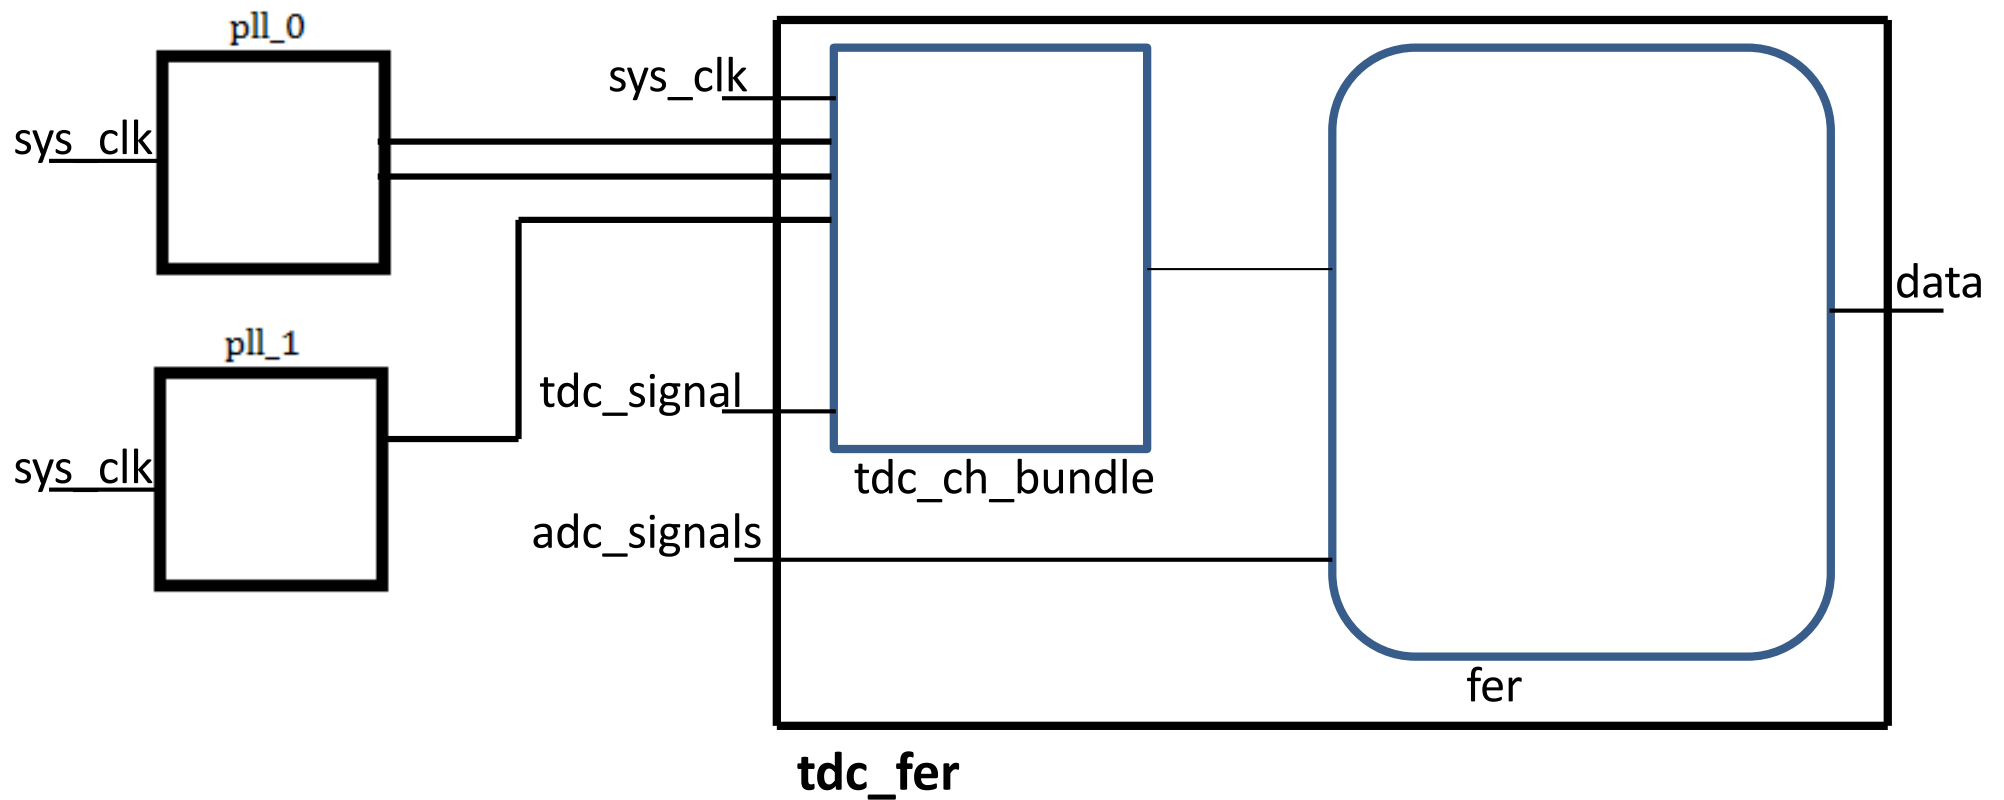 pll_0
sys_clk
sys_clk
pll_1
sys_clk
tdc_signal
adc_signals
tdc_ch_bundle
data
fer
tdc_fer